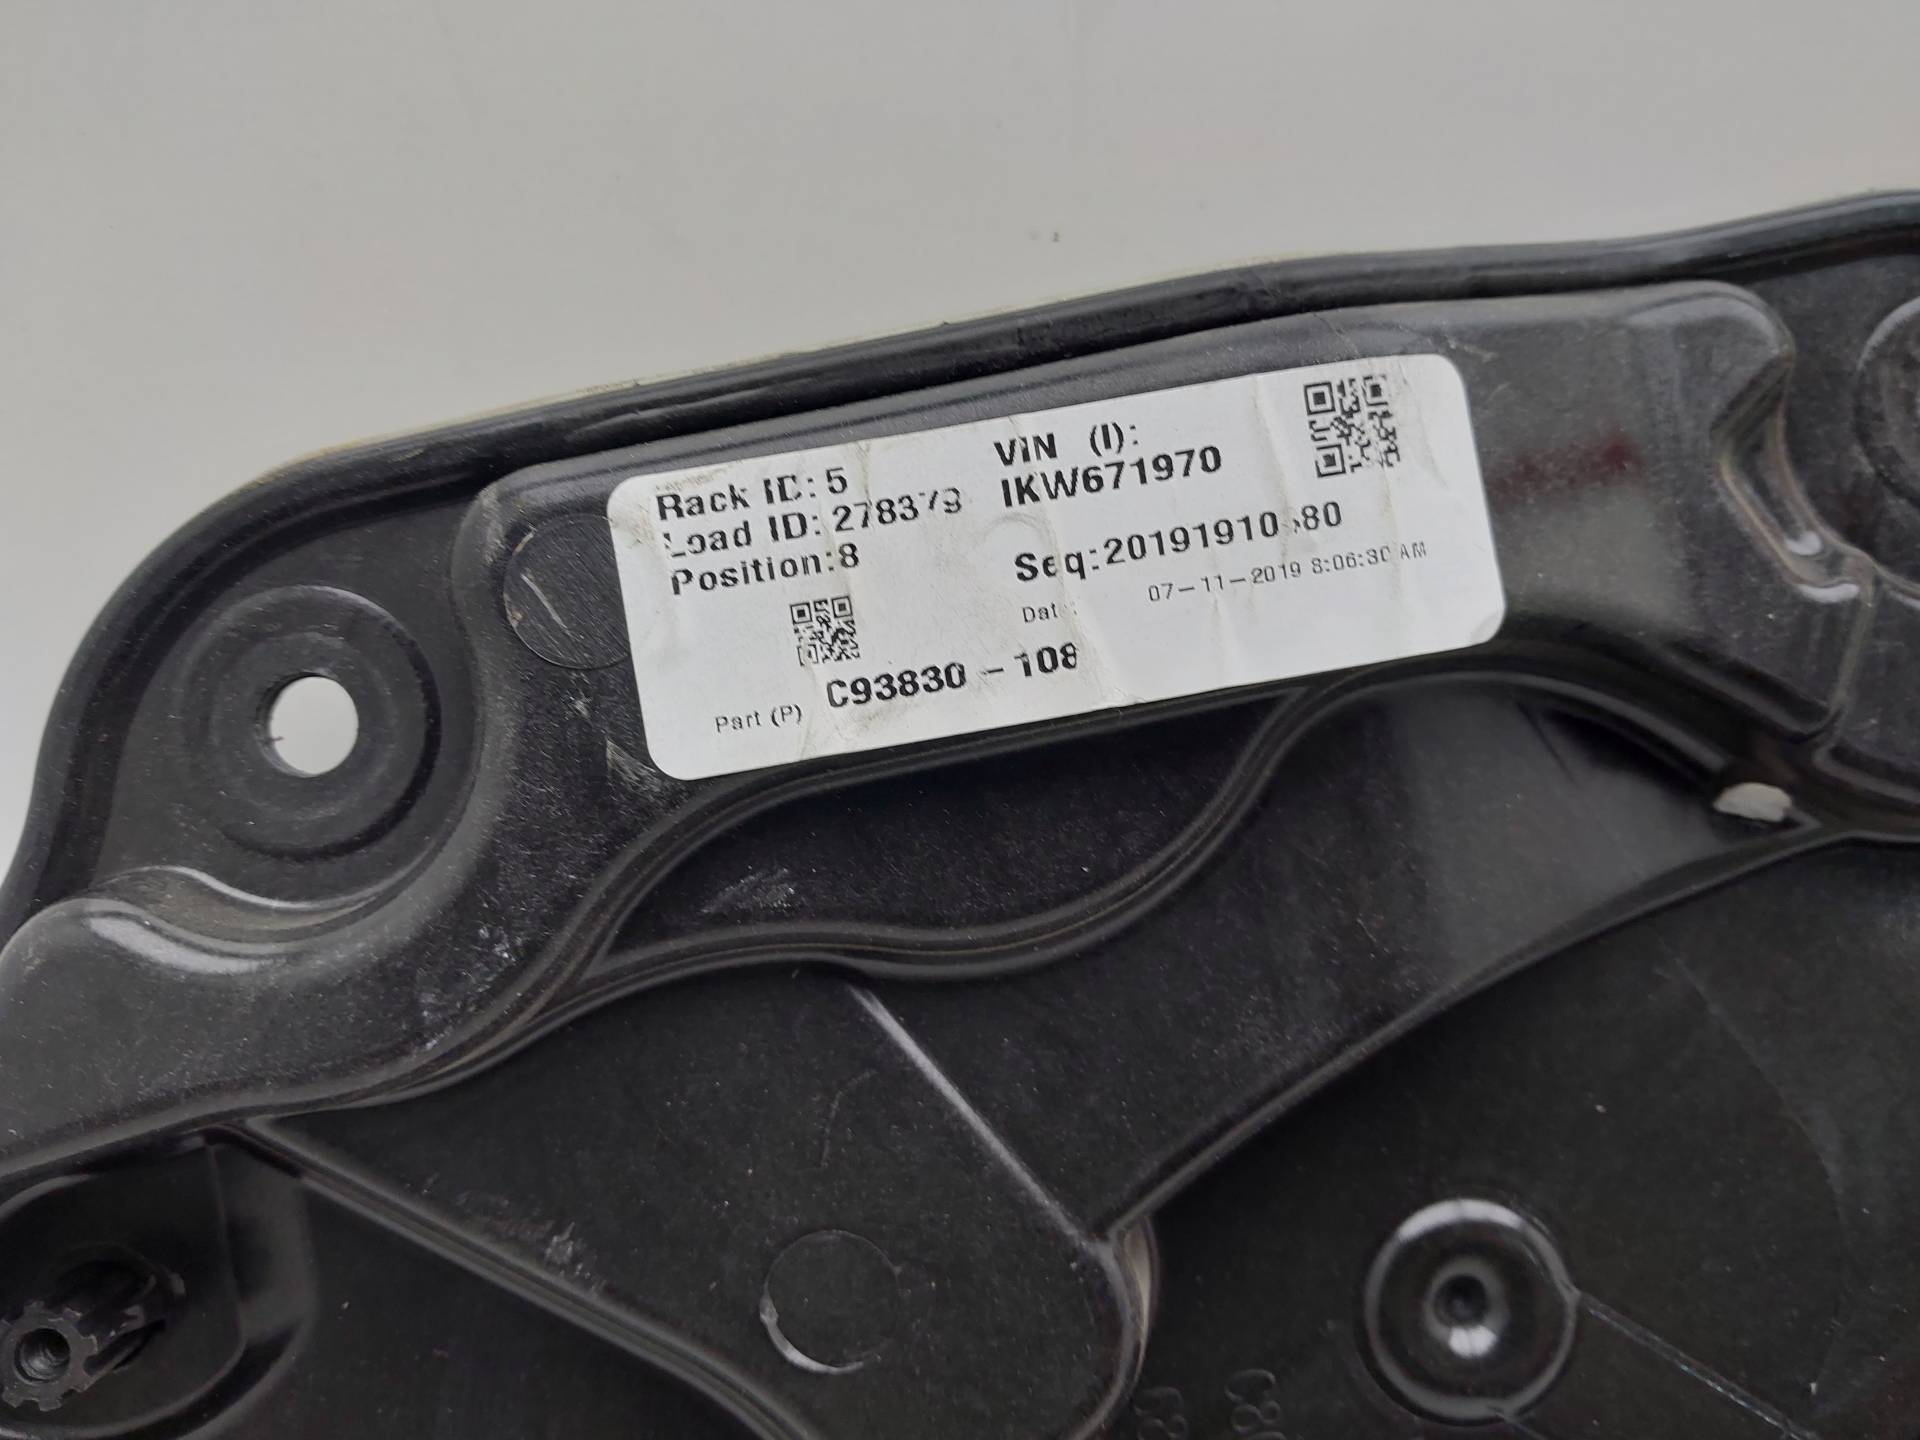 Rack ID: 5
Load ID: 278379
Position: 8
VIN (I):
IKW671970
Seq:
Date:
07-11-2019 8:06:30 AM
Part (P) C93830-108